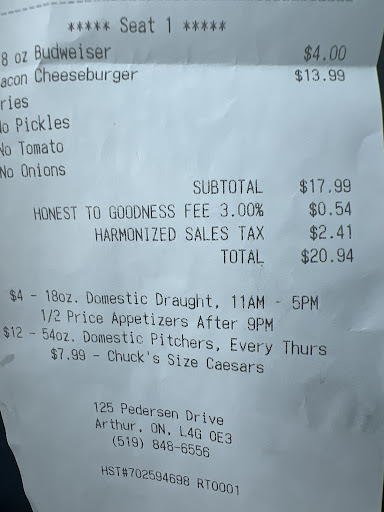 ***** Seat 1 *****
8 oz Budweiser $4.00
acon Cheeseburger $13.99
ries
No Pickles
No Tomato
No Onions
SUBTOTAL $17.99
HONEST TO GOODNESS FEE 3.00% $0.54
HARMONIZED SALES TAX $2.41
TOTAL $20.94
$4 - 18oz. Domestic Draught, 11AM - 5PM
1/2 Price Appetizers After 9PM
$12 - 54oz. Domestic Pitchers, Every Thurs
$7.99 - Chuck's Size Caesars
125 Pedersen Drive
Arthur, ON, L4G 0E3
(519) 848-6556
HST#702594698 RT0001